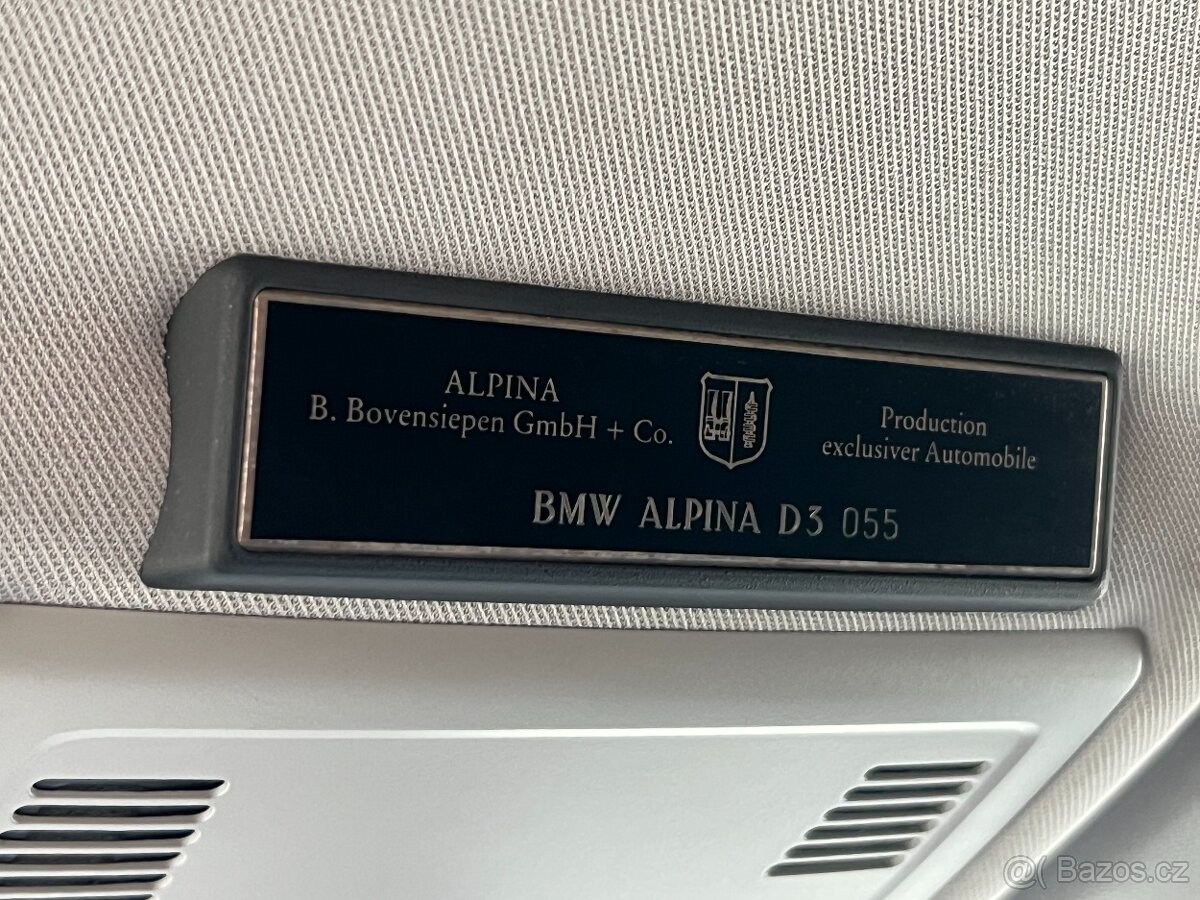 ALPINA
B. Bovensiepen GmbH + Co.
Production
exclusiver Automobile
BMW ALPINA D3 055
@( Bazos.cz